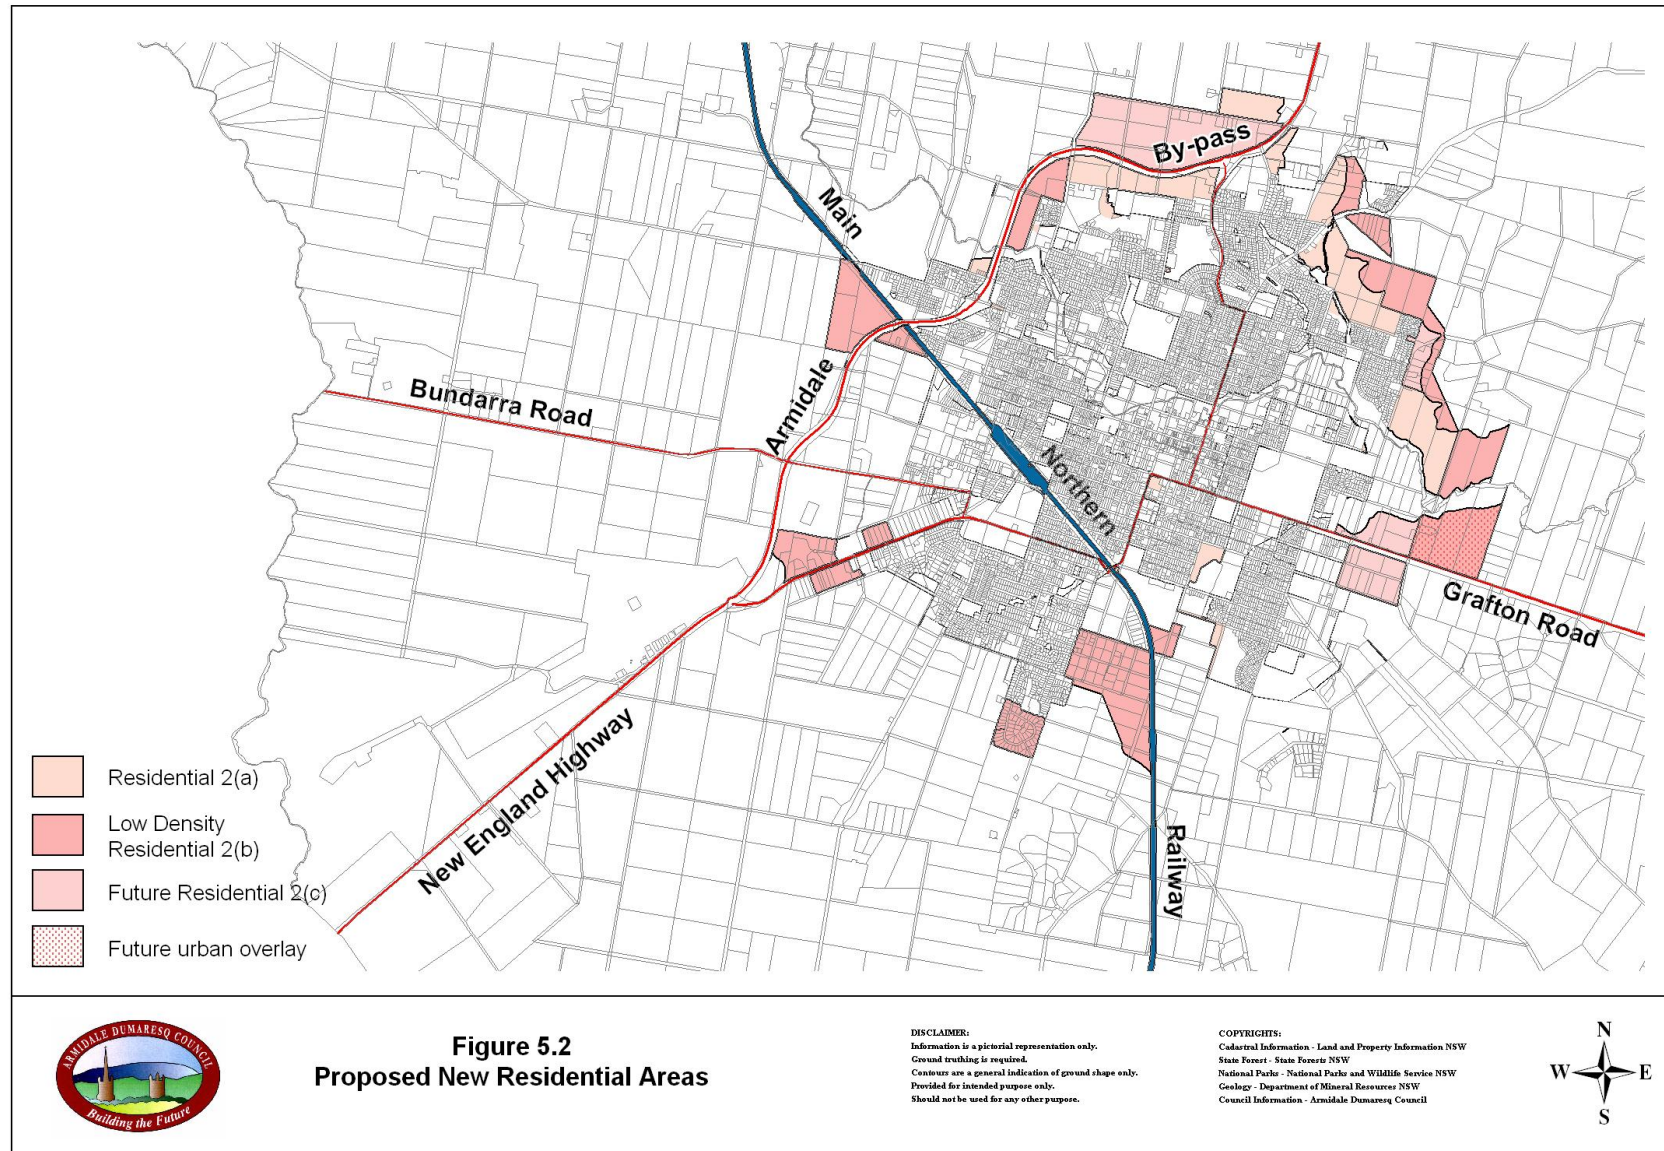 By-pass
Main
Armidale
Bundarra Road
Northern
Grafton Road
New England Highway
Railway
Residential 2(a)
Low Density
Residential 2(b)
Future Residential 2(c)
Future urban overlay
ARMIDALE DUMARESQ COUNCIL
Building the Future
Figure 5.2
Proposed New Residential Areas
DISCLAIMER:
Information is a pictorial representation only.
Ground truthing is required.
Contours are a general indication of ground shape only.
Provided for intended purpose only.
Should not be used for any other purpose.
COPYRIGHTS:
Cadastral Information - Land and Property Information NSW
State Forest - State Forests NSW
National Parks - National Parks and Wildlife Service NSW
Geology - Department of Mineral Resources NSW
Council Information - Armidale Dumaresq Council
N
W E
S